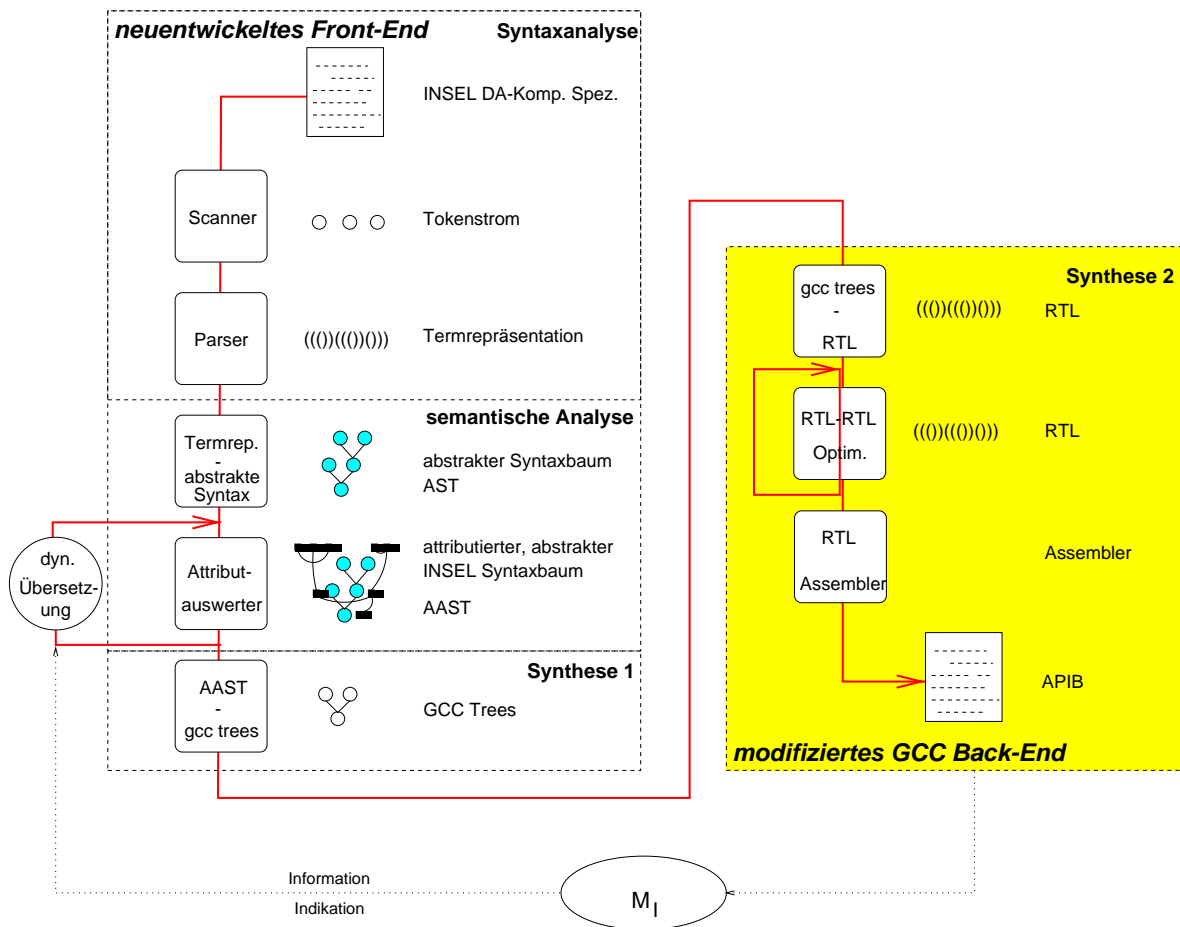 neuentwickeltes Front-End
Syntaxanalyse
INSEL DA-Komp. Spez.
Scanner
Tokenstrom
Parser
((())(())()))
Termrepräsentation
semantische Analyse
Termrep.
-
abstrakte
Syntax
abstrakter Syntaxbaum
AST
dyn.
Übersetz-
ung
Attribut-
auswerter
attributierter, abstrakter
INSEL Syntaxbaum
AAST
Synthese 1
AAST
-
gcc trees
GCC Trees
Synthese 2
gcc trees
-
RTL
((())(())()))
RTL
RTL-RTL
Optim.
((())(())()))
RTL
RTL
-
Assembler
Assembler
APIB
modifiziertes GCC Back-End
Information
Indikation
M I